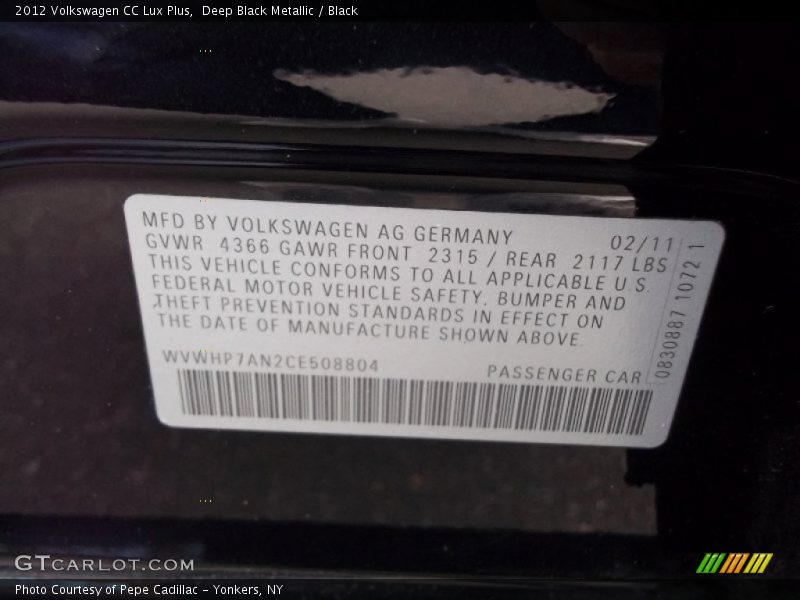 2012 Volkswagen CC Lux Plus, Deep Black Metallic / Black
MFD BY VOLKSWAGEN AG GERMANY 02/11
GVWR 4366 GAWR FRONT 2315 / REAR 2117 LBS
THIS VEHICLE CONFORMS TO ALL APPLICABLE U.S.
FEDERAL MOTOR VEHICLE SAFETY, BUMPER AND
THEFT PREVENTION STANDARDS IN EFFECT ON
THE DATE OF MANUFACTURE SHOWN ABOVE.
WVWHP7AN2CE508804 PASSENGER CAR
0830887 1072 1
GTCARLOT.COM
Photo Courtesy of Pepe Cadillac - Yonkers, NY